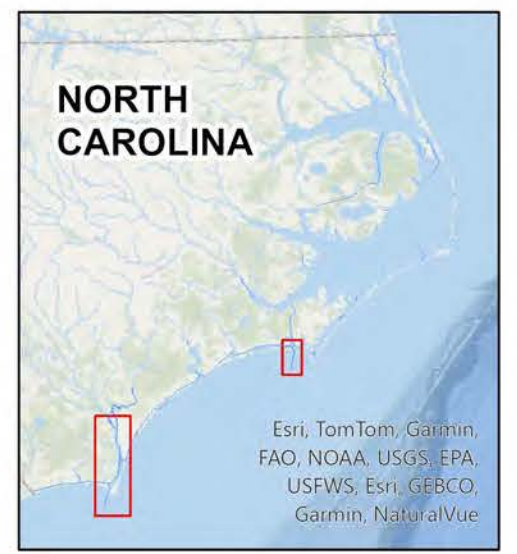 NORTH
CAROLINA
Esri, TomTom, Garmin,
FAO, NOAA, USGS, EPA,
USFWS, Esri, GEBCO,
Garmin, NaturalVue